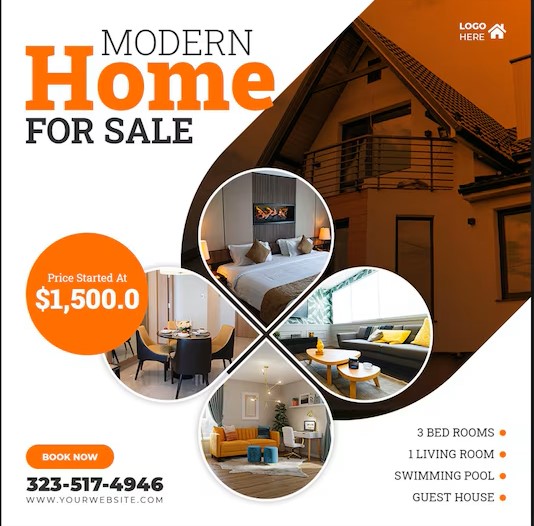 MODERN
Home
FOR SALE
LOGO
HERE
Price Started At
$1,500.0
3 BED ROOMS
1 LIVING ROOM
SWIMMING POOL
GUEST HOUSE
BOOK NOW
323-517-4946
WWW.YOURWEBSITE.COM